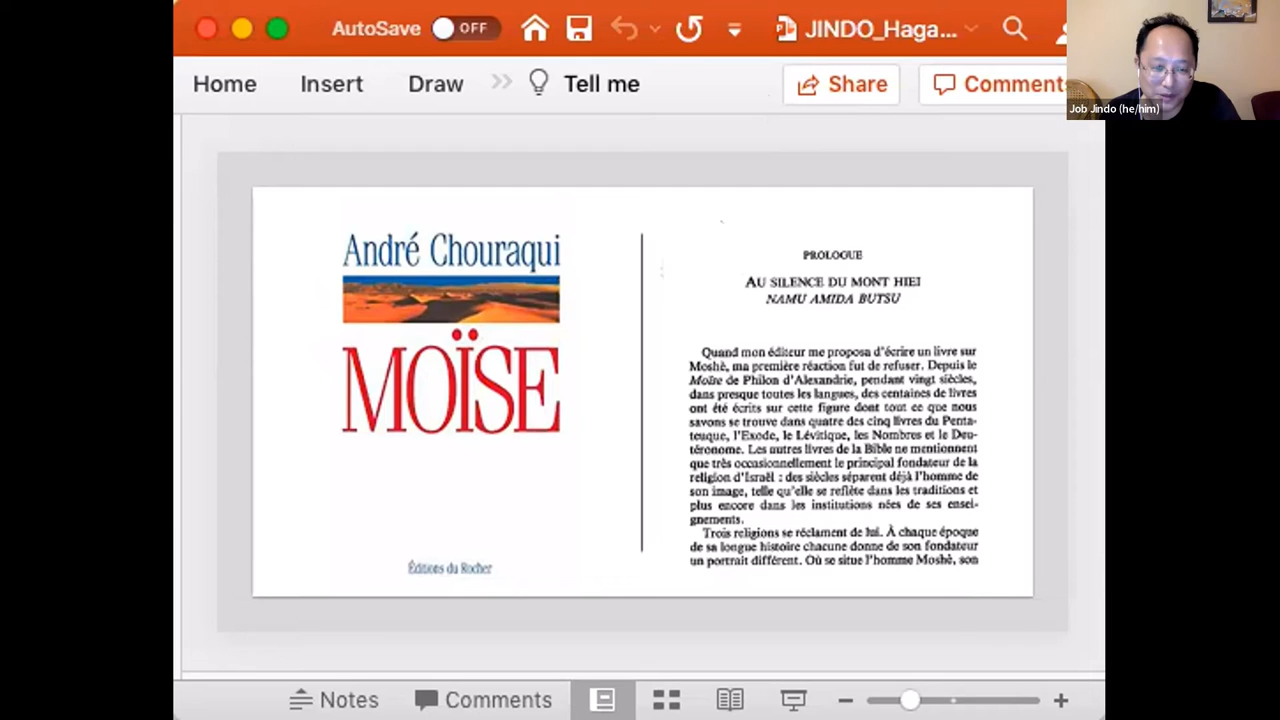 AutoSave OFF JINDO_Haga...
Home Insert Draw Tell me Share Comment
Job Jindo (he/him)
André Chouraqui
MOÏSE
Éditions du Rocher
PROLOGUE
AU SILENCE DU MONT HIEI
NAMU AMIDA BUTSU
Quand mon éditeur me proposa d'écrire un livre sur
Moshè, ma première réaction fut de refuser. Depuis le
Moïse de Philon d'Alexandrie, pendant vingt siècles,
dans presque toutes les langues, des centaines de livres
ont été écrits sur cette figure dont tout ce que nous
savons se trouve dans quatre des cinq livres du Penta-
teuque, l'Exode, le Lévitique, les Nombres et le Deu-
téronome. Les autres livres de la Bible ne mentionnent
que très occasionnellement le principal fondateur de la
religion d'Israël : des siècles séparent déjà l'homme de
son image, telle qu'elle se reflète dans les traditions et
plus encore dans les institutions nées de ses ensei-
gnements.
Trois religions se réclament de lui. À chaque époque
de sa longue histoire chacune donne de son fondateur
un portrait différent. Où se situe l'homme Moshè, son
Notes Comments